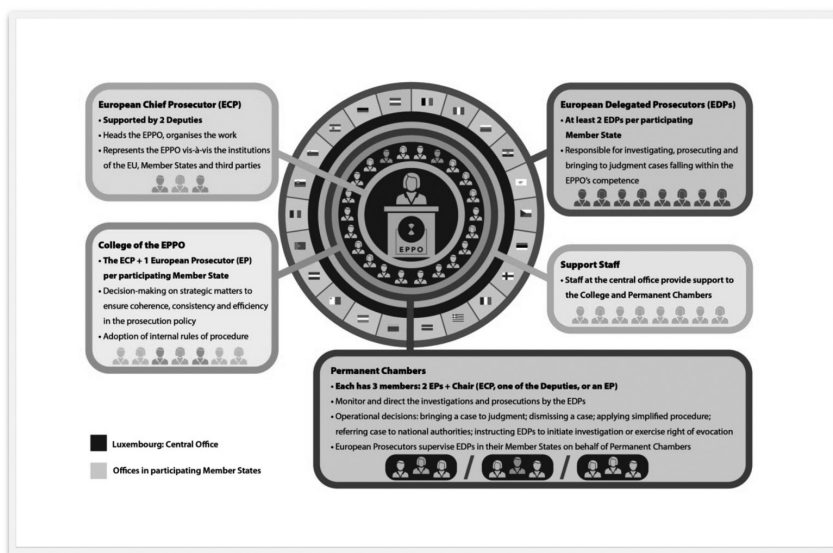 European Chief Prosecutor (ECP)
• Supported by 2 Deputies
• Heads the EPPO, organises the work
• Represents the EPPO vis-à-vis the institutions
of the EU, Member States and third parties
College of the EPPO
• The ECP + 1 European Prosecutor (EP)
per participating Member State
• Decision-making on strategic matters to
ensure coherence, consistency and efficiency
in the prosecution policy
• Adoption of internal rules of procedure
EPPO
European Delegated Prosecutors (EDPs)
• At least 2 EDPs per participating
Member State
• Responsible for investigating, prosecuting and
bringing to judgment cases falling within the
EPPO's competence
Support Staff
• Staff at the central office provide support to
the College and Permanent Chambers
Permanent Chambers
• Each has 3 members: 2 EPs + Chair (ECP, one of the Deputies, or an EP)
• Monitor and direct the investigations and prosecutions by the EDPs
• Operational decisions: bringing a case to judgment; dismissing a case; applying simplified procedure;
referring case to national authorities; instructing EDPs to initiate investigation or exercise right of evocation
• European Prosecutors supervise EDPs in their Member States on behalf of Permanent Chambers
/ /
Luxembourg: Central Office
Offices in participating Member States